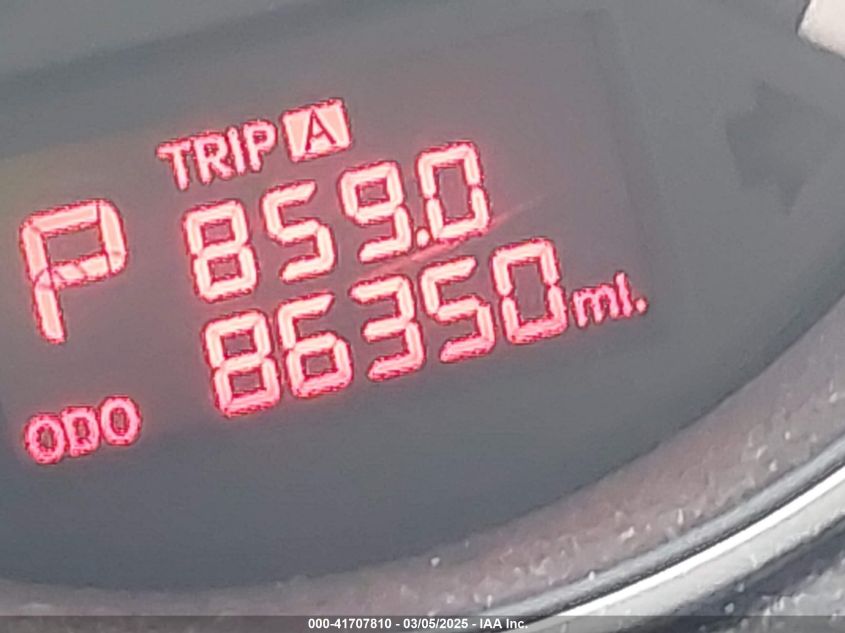 TRIP A
P 859.0
86350 mi.
ODO
000-41707810 - 03/05/2025 - IAA Inc.